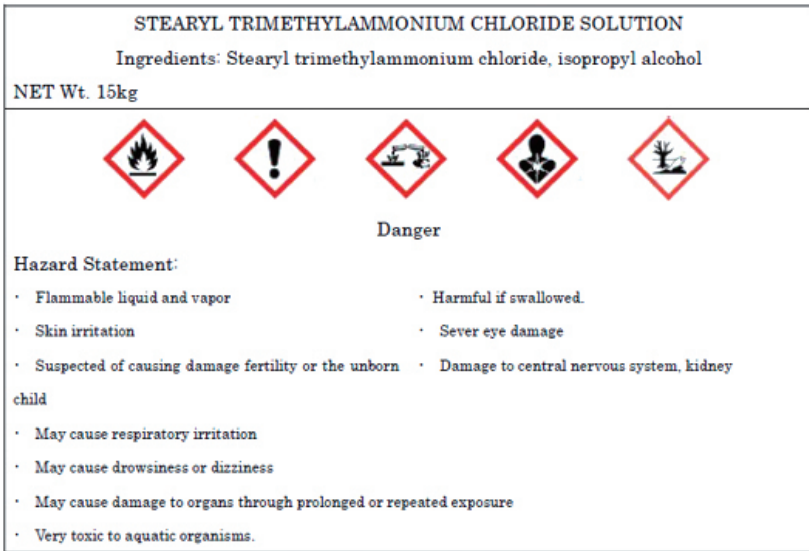 STEARYL TRIMETHYLAMMONIUM CHLORIDE SOLUTION
Ingredients: Stearyl trimethylammonium chloride, isopropyl alcohol
NET Wt. 15kg
Danger
Hazard Statement:
· Flammable liquid and vapor
· Harmful if swallowed.
· Skin irritation
· Sever eye damage
· Suspected of causing damage fertility or the unborn child
· Damage to central nervous system, kidney
· May cause respiratory irritation
· May cause drowsiness or dizziness
· May cause damage to organs through prolonged or repeated exposure
· Very toxic to aquatic organisms.